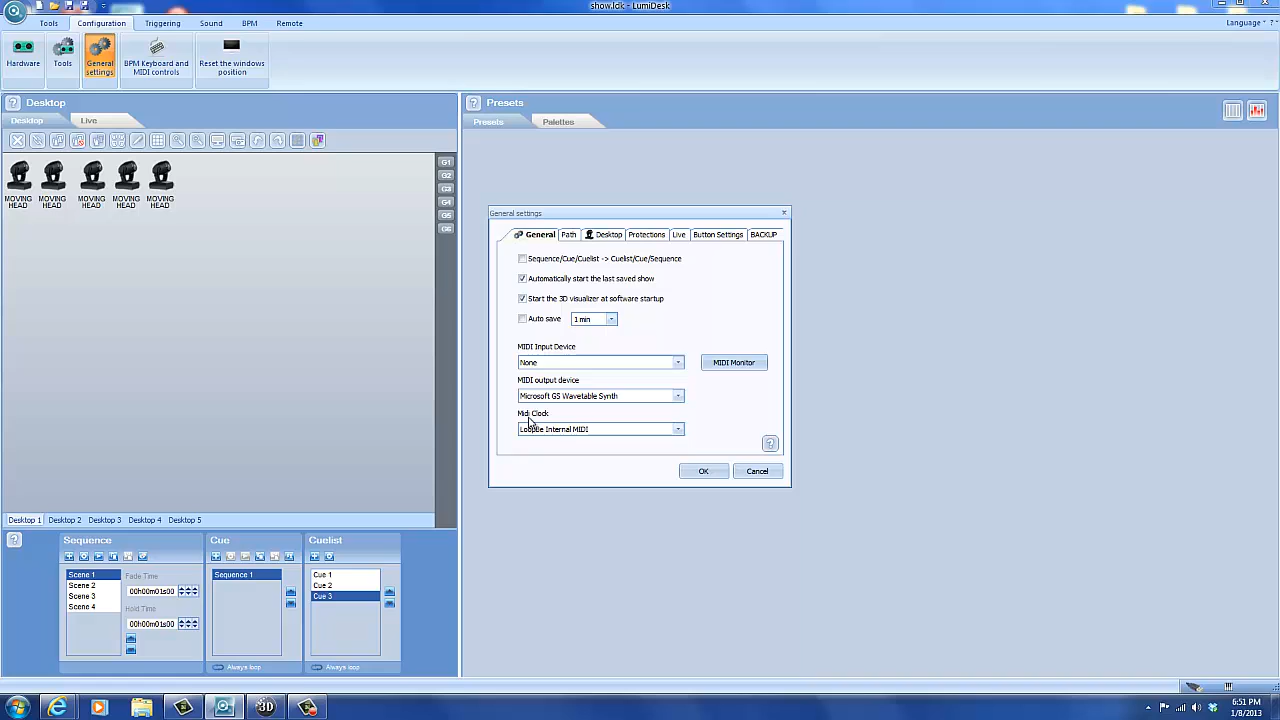 show.ldk - LumiDesk
Tools Configuration Triggering Sound BPM Remote
Language ?
Hardware
Tools
General settings
BPM Keyboard and MIDI controls
Reset the windows position
? Desktop
Desktop Live
MOVING HEAD
MOVING HEAD
MOVING HEAD
MOVING HEAD
MOVING HEAD
G1
G2
G3
G4
G5
G6
Desktop 1 Desktop 2 Desktop 3 Desktop 4 Desktop 5
? Presets
Presets Palettes
General settings
General Path Desktop Protections Live Button Settings BACKUP
Sequence/Cue/Cuelist -> Cuelist/Cue/Sequence
Automatically start the last saved show
Start the 3D visualizer at software startup
Auto save 1 min
MIDI Input Device
None
MIDI Monitor
MIDI output device
Microsoft GS Wavetable Synth
Midi Clock
LoopBe Internal MIDI
?
OK Cancel
?
Sequence
Scene 1
Scene 2
Scene 3
Scene 4
Fade Time
00h00m01s00
Hold Time
00h00m01s00
Cue
Sequence 1
Always loop
Cuelist
Cue 1
Cue 2
Cue 3
Always loop
3D
6:51 PM
1/8/2013